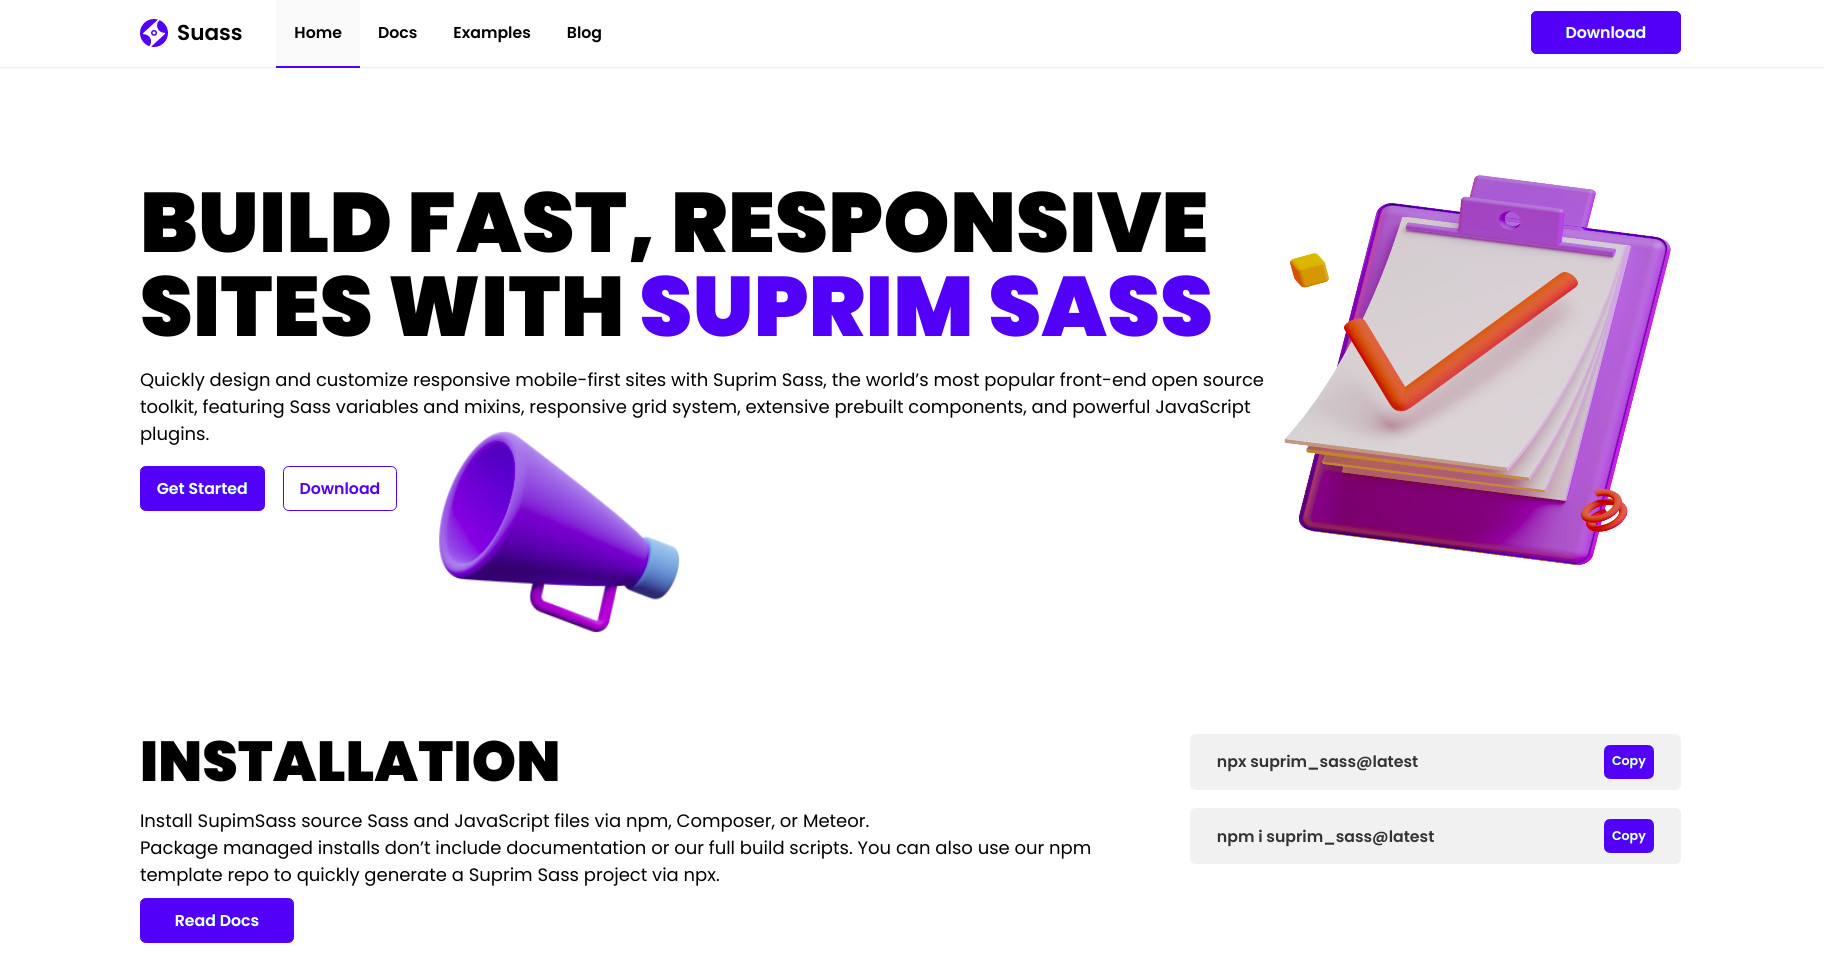 Suass
Home
Docs
Examples
Blog
Download
BUILD FAST, RESPONSIVE
SITES WITH SUPRIM SASS
Quickly design and customize responsive mobile-first sites with Suprim Sass, the world’s most popular front-end open source
toolkit, featuring Sass variables and mixins, responsive grid system, extensive prebuilt components, and powerful JavaScript
plugins.
Get Started
Download
INSTALLATION
Install SupimSass source Sass and JavaScript files via npm, Composer, or Meteor.
Package managed installs don’t include documentation or our full build scripts. You can also use our npm
template repo to quickly generate a Suprim Sass project via npx.
Read Docs
npx suprim_sass@latest
Copy
npm i suprim_sass@latest
Copy